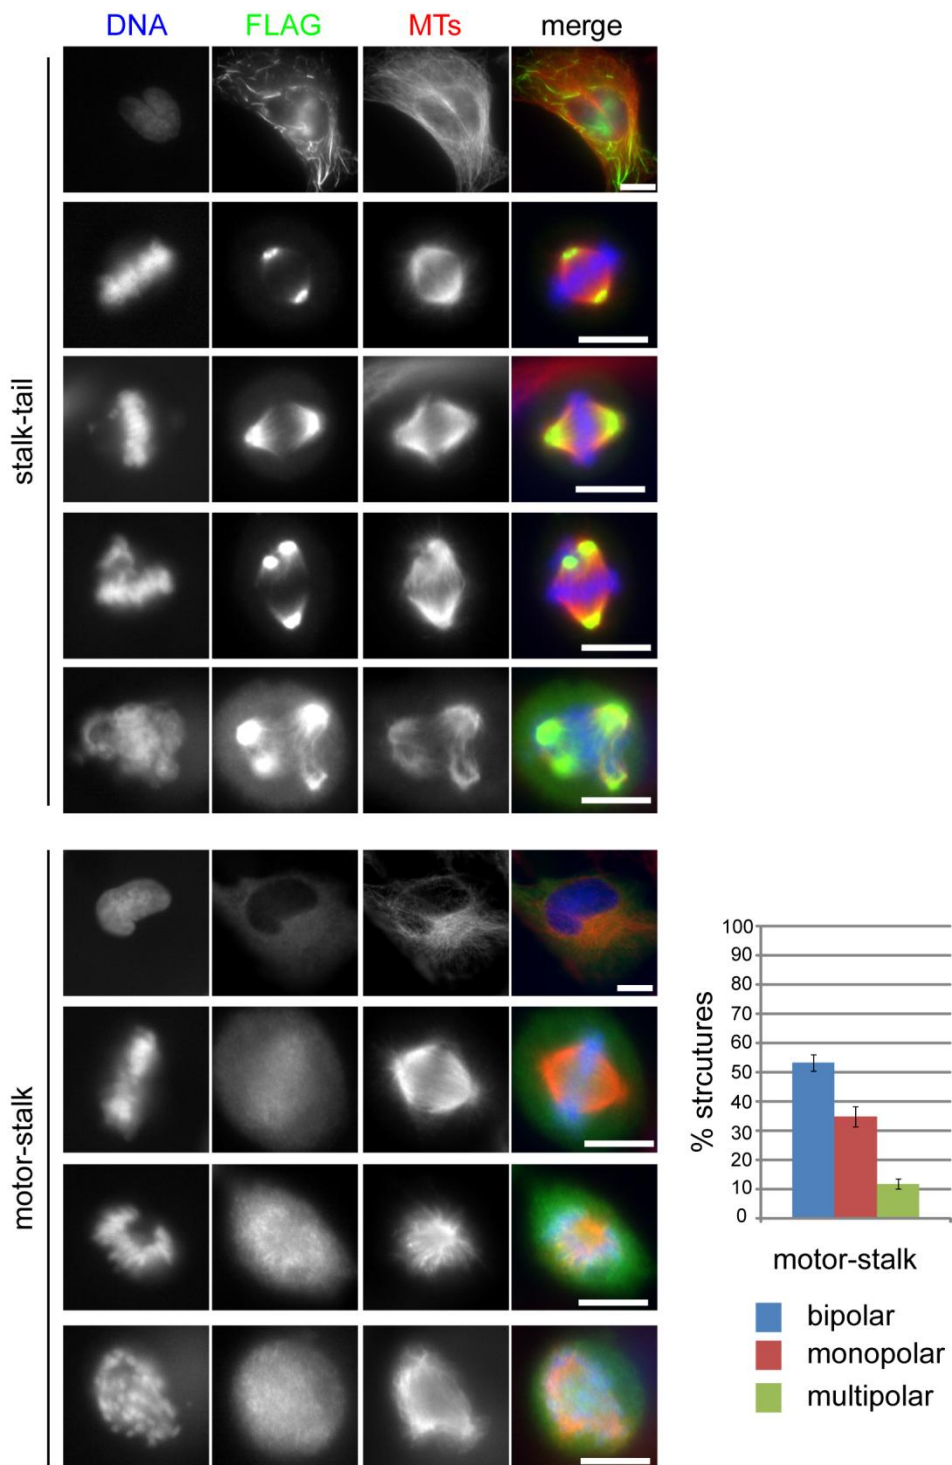 DNA FLAG MTs merge
stalk-tail
motor-stalk
100
90
80
70
60
50
40
30
20
10
0
% strcutures
motor-stalk
bipolar
monopolar
multipolar